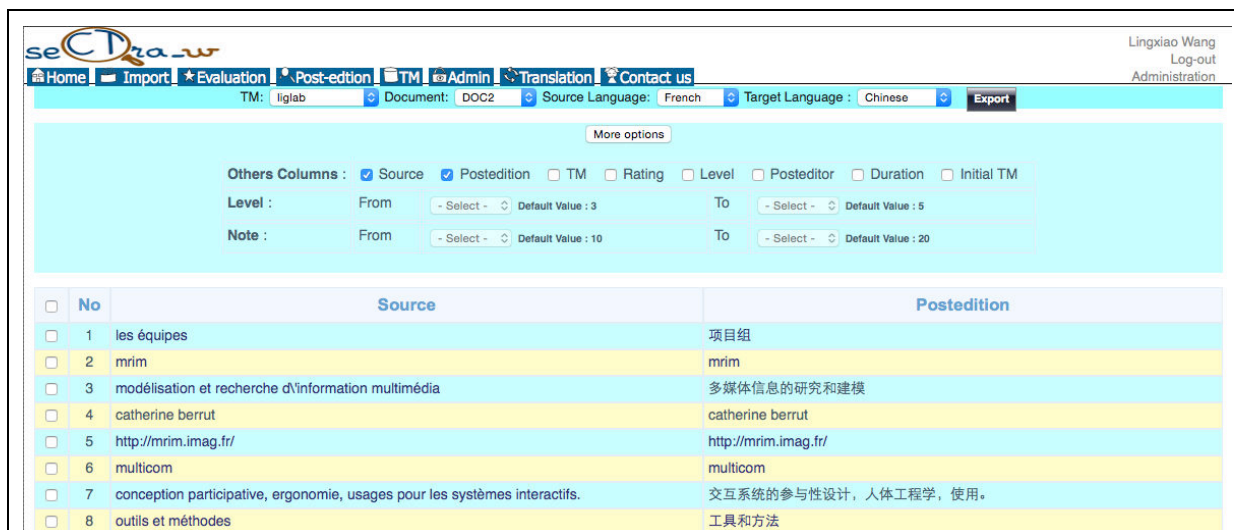 seCTra_w
Lingxiao Wang
Log-out
Administration
Home Import Evaluation Post-edtion TM Admin Translation Contact us
TM: liglab Document: DOC2 Source Language: French Target Language : Chinese Export
More options
Others Columns : Source Postedition TM Rating Level Posteditor Duration Initial TM
Level : From - Select - Default Value : 3 To - Select - Default Value : 5
Note : From - Select - Default Value : 10 To - Select - Default Value : 20
No Source Postedition
1 les équipes 项目组
2 mrim mrim
3 modélisation et recherche d\'information multimédia 多媒体信息的研究和建模
4 catherine berrut catherine berrut
5 http://mrim.imag.fr/ http://mrim.imag.fr/
6 multicom multicom
7 conception participative, ergonomie, usages pour les systèmes interactifs. 交互系统的参与性设计，人体工程学，使用。
8 outils et méthodes 工具和方法